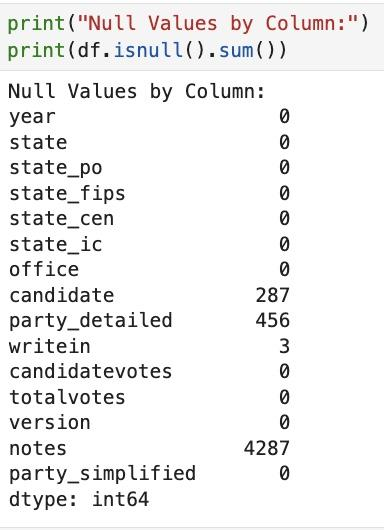 print("Null Values by Column:")
print(df.isnull().sum())
Null Values by Column:
year 0
state 0
state_po 0
state_fips 0
state_cen 0
state_ic 0
office 0
candidate 287
party_detailed 456
writein 3
candidatevotes 0
totalvotes 0
version 0
notes 4287
party_simplified 0
dtype: int64